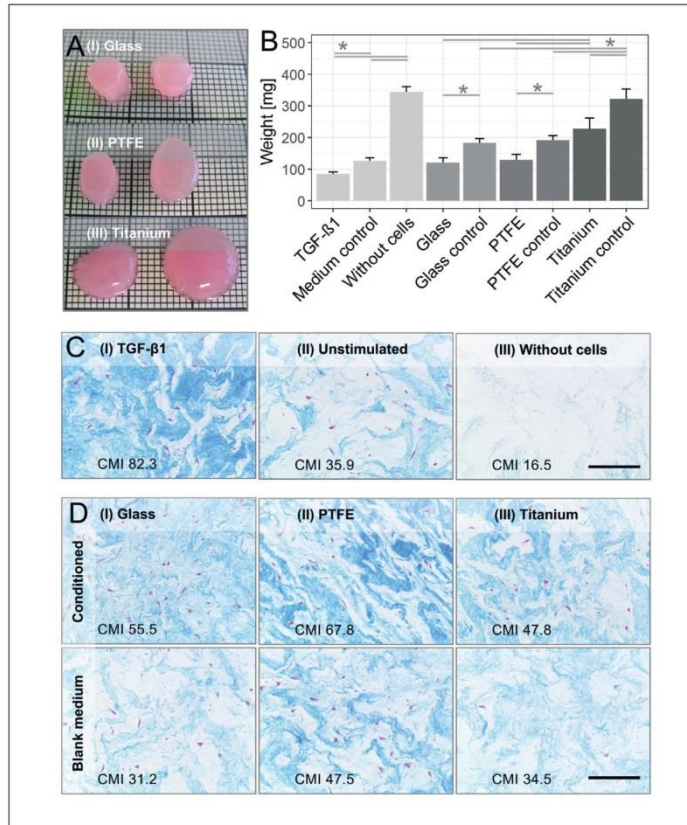 A
(I) Glass
(II) PTFE
(III) Titanium
B
Weight [mg]
500
400
300
200
100
0
*
*
*
*
TGF-ß1
Medium control
Without cells
Glass
Glass control
PTFE
PTFE control
Titanium
Titanium control
C
(I) TGF-β1
(II) Unstimulated
(III) Without cells
CMI 82.3
CMI 35.9
CMI 16.5
D
(I) Glass
(II) PTFE
(III) Titanium
Conditioned
CMI 55.5
CMI 67.8
CMI 47.8
Blank medium
CMI 31.2
CMI 47.5
CMI 34.5